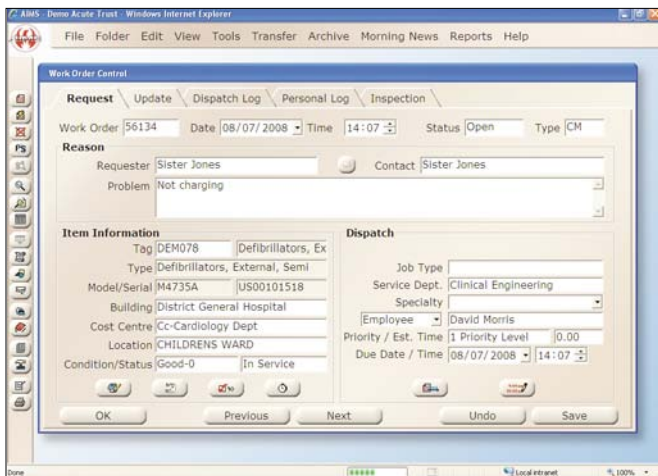 AIMS - Demo Acute Trust - Windows Internet Explorer
File Folder Edit View Tools Transfer Archive Morning News Reports Help
Work Order Control
Request Update Dispatch Log Personal Log Inspection
Work Order 56134 Date 08/07/2008 Time 14:07 Status Open Type CM
Reason
Requester Sister Jones Contact Sister Jones
Problem Not charging
Item Information
Tag DEM078 Defibrillators, Ex
Type Defibrillators, External, Semi
Model/Serial M4735A US00101518
Building District General Hospital
Cost Centre Cc-Cardiology Dept
Location CHILDRENS WARD
Condition/Status Good-0 In Service
Dispatch
Job Type
Service Dept. Clinical Engineering
Specialty
Employee David Morris
Priority / Est. Time 1 Priority Level 0.00
Due Date / Time 08/07/2008 14:07
OK Previous Next Undo Save
PS
Done Local intranet 100%